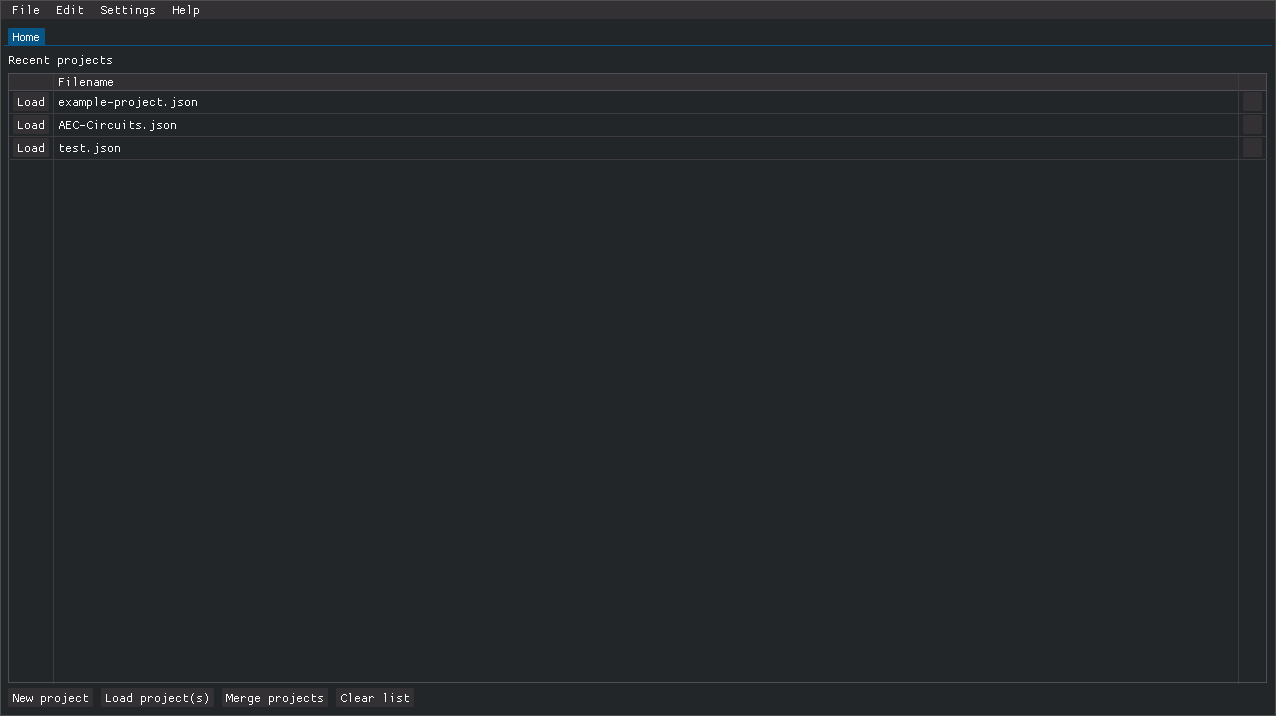 File Edit Settings Help
Home
Recent projects
Filename
Load example-project.json
Load AEC-Circuits.json
Load test.json
New project Load project(s) Merge projects Clear list